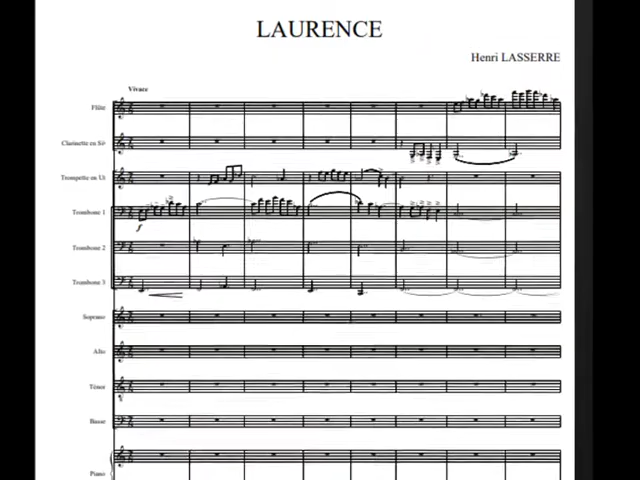 LAURENCE
Henri LASSERRE
Vivace
Flûte
Clarinette en Si♭
Trompette en Ut
Trombone 1
f
Trombone 2
Trombone 3
Soprano
Alto
Ténor
Basse
Piano